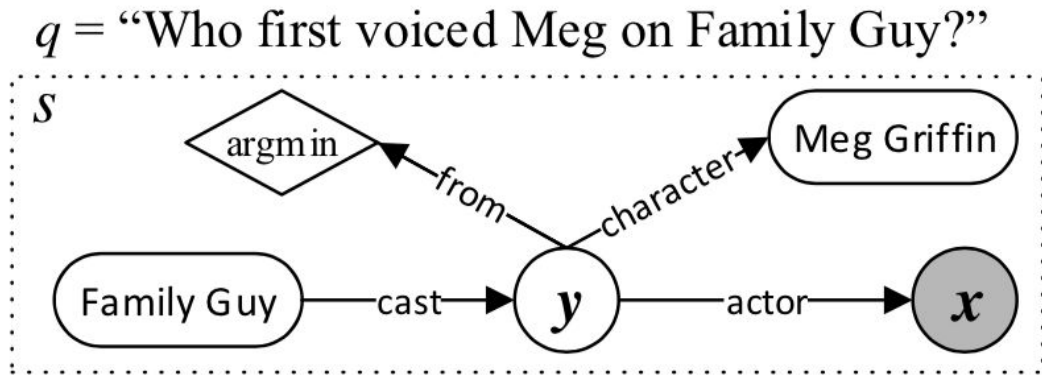 q = “Who first voiced Meg on Family Guy?”
s
argmin
Meg Griffin
from
character
Family Guy
cast
y
actor
x